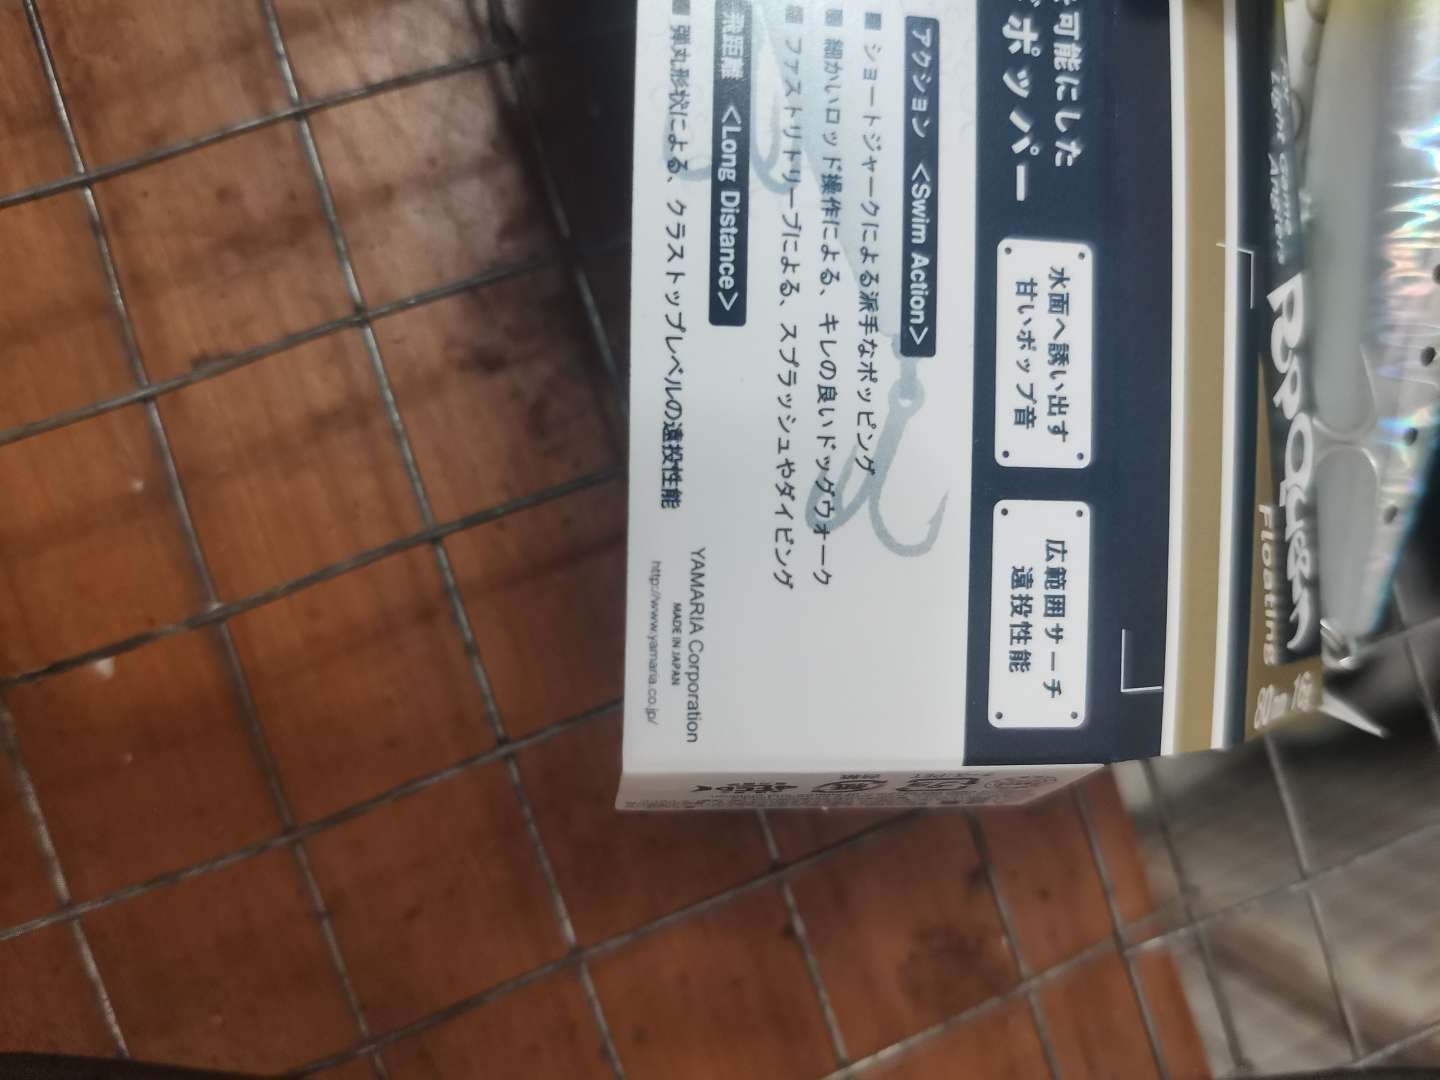 Light Game Anglers
PopQueen
Floating
可能にした
ポッパー
水面へ誘い出す
甘いポップ音
広範囲サーチ
遠投性能
アクション <Swim Action>
ショートジャークによる派手なポッピング
細かいロッド操作による、キレの良いドッグウォーク
ファストリトリーブによる、スプラッシュやダイビング
飛距離 <Long Distance>
弾丸形状による、クラストップレベルの遠投性能
YAMARIA Corporation
MADE IN JAPAN
http://www.yamaria.co.jp/